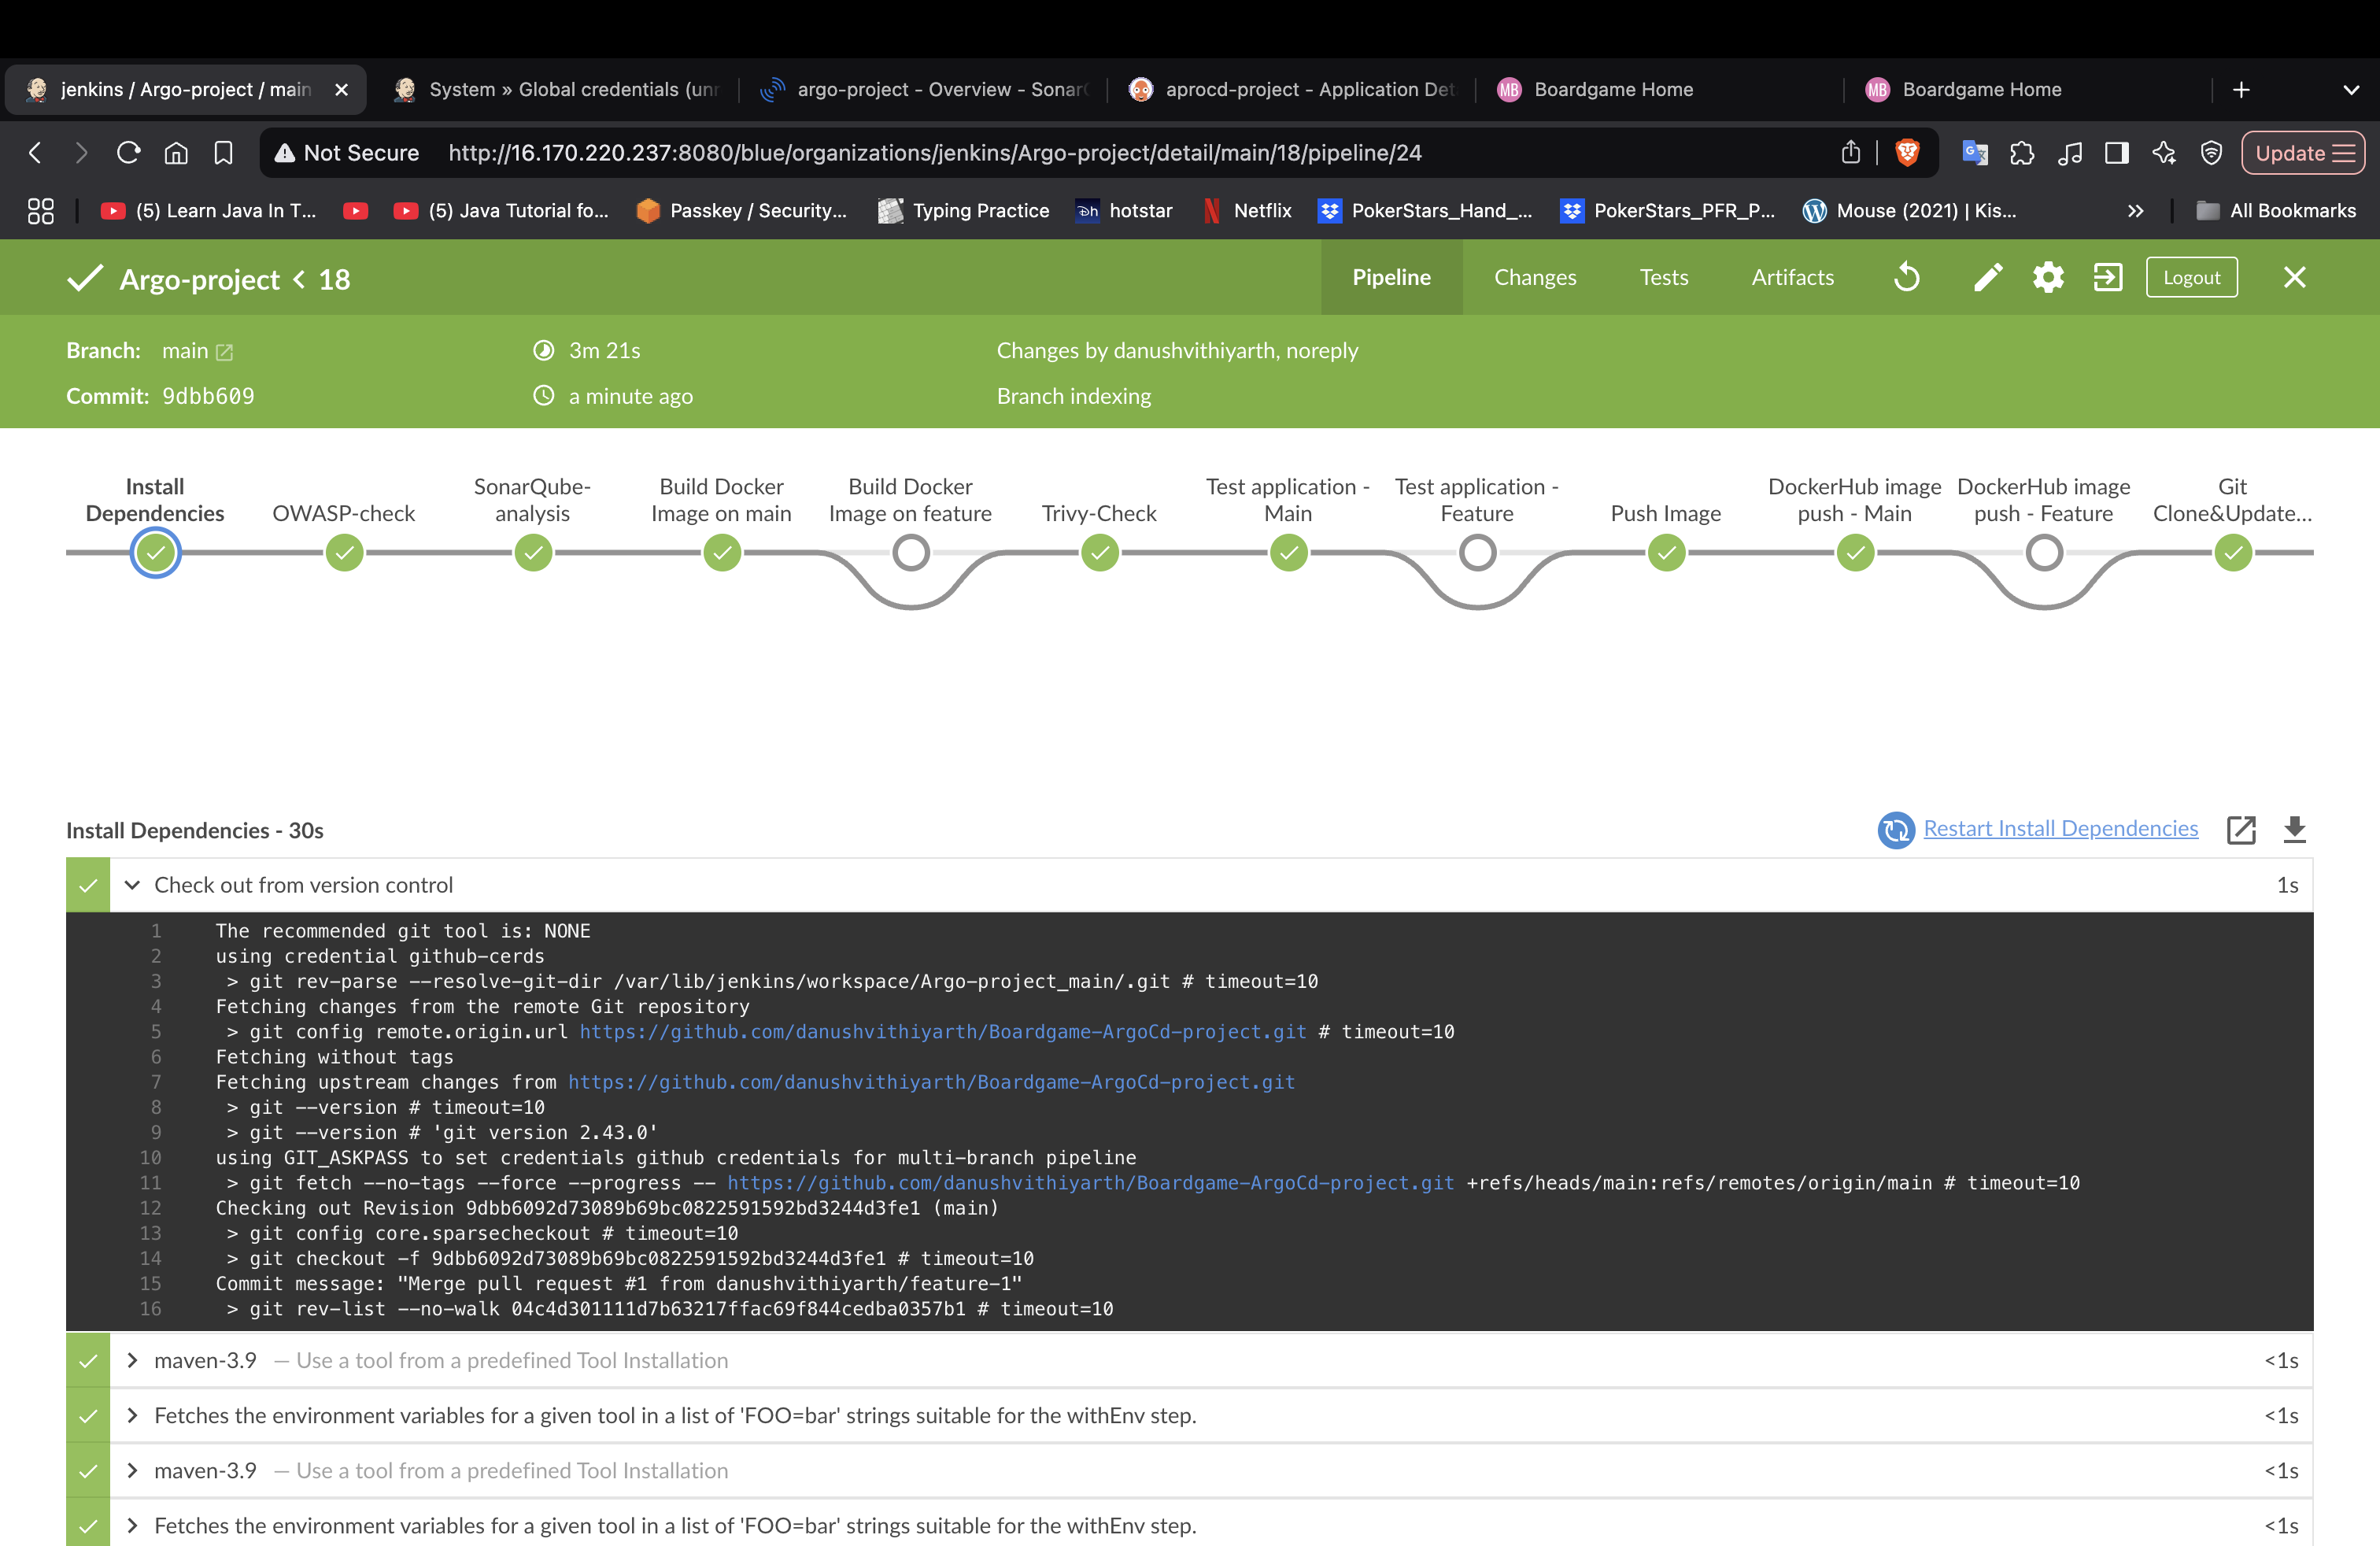 jenkins / Argo-project / main
System » Global credentials (unr
argo-project - Overview - Sonar
aprocd-project - Application Det
MB Boardgame Home
MB Boardgame Home
Not Secure http://16.170.220.237:8080/blue/organizations/jenkins/Argo-project/detail/main/18/pipeline/24
Update
(5) Learn Java In T...
(5) Java Tutorial fo...
Passkey / Security...
Typing Practice
hotstar
Netflix
PokerStars_Hand_...
PokerStars_PFR_P...
Mouse (2021) | Kis...
All Bookmarks
Argo-project < 18
Pipeline
Changes
Tests
Artifacts
Logout
Branch: main
3m 21s
Changes by danushvithiyarth, noreply
Commit: 9dbb609
a minute ago
Branch indexing
Install
Dependencies
OWASP-check
SonarQube-
analysis
Build Docker
Image on main
Build Docker
Image on feature
Trivy-Check
Test application -
Main
Test application -
Feature
Push Image
DockerHub image
push - Main
DockerHub image
push - Feature
Git
Clone&Update...
Install Dependencies - 30s
Restart Install Dependencies
Check out from version control
1s
1 The recommended git tool is: NONE
2 using credential github-cerds
3 > git rev-parse --resolve-git-dir /var/lib/jenkins/workspace/Argo-project_main/.git # timeout=10
4 Fetching changes from the remote Git repository
5 > git config remote.origin.url https://github.com/danushvithiyarth/Boardgame-ArgoCd-project.git # timeout=10
6 Fetching without tags
7 Fetching upstream changes from https://github.com/danushvithiyarth/Boardgame-ArgoCd-project.git
8 > git --version # timeout=10
9 > git --version # 'git version 2.43.0'
10 using GIT_ASKPASS to set credentials github credentials for multi-branch pipeline
11 > git fetch --no-tags --force --progress -- https://github.com/danushvithiyarth/Boardgame-ArgoCd-project.git +refs/heads/main:refs/remotes/origin/main # timeout=10
12 Checking out Revision 9dbb6092d73089b69bc0822591592bd3244d3fe1 (main)
13 > git config core.sparsecheckout # timeout=10
14 > git checkout -f 9dbb6092d73089b69bc0822591592bd3244d3fe1 # timeout=10
15 Commit message: "Merge pull request #1 from danushvithiyarth/feature-1"
16 > git rev-list --no-walk 04c4d301111d7b63217ffac69f844cedba0357b1 # timeout=10
maven-3.9 — Use a tool from a predefined Tool Installation <1s
Fetches the environment variables for a given tool in a list of 'FOO=bar' strings suitable for the withEnv step. <1s
maven-3.9 — Use a tool from a predefined Tool Installation <1s
Fetches the environment variables for a given tool in a list of 'FOO=bar' strings suitable for the withEnv step. <1s